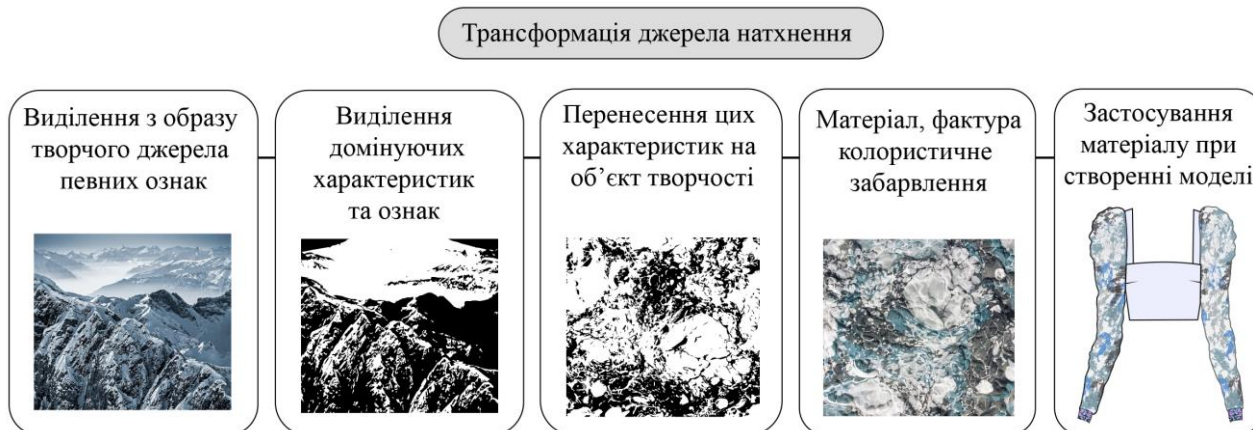 Трансформація джерела натхнення
Виділення з образу
творчого джерела
певних ознак
Виділення
домінуючих
характеристик
та ознак
Перенесення цих
характеристик на
об’єкт творчості
Матеріал, фактура
колористичне
забарвлення
Застосування
матеріалу при
створенні моделі